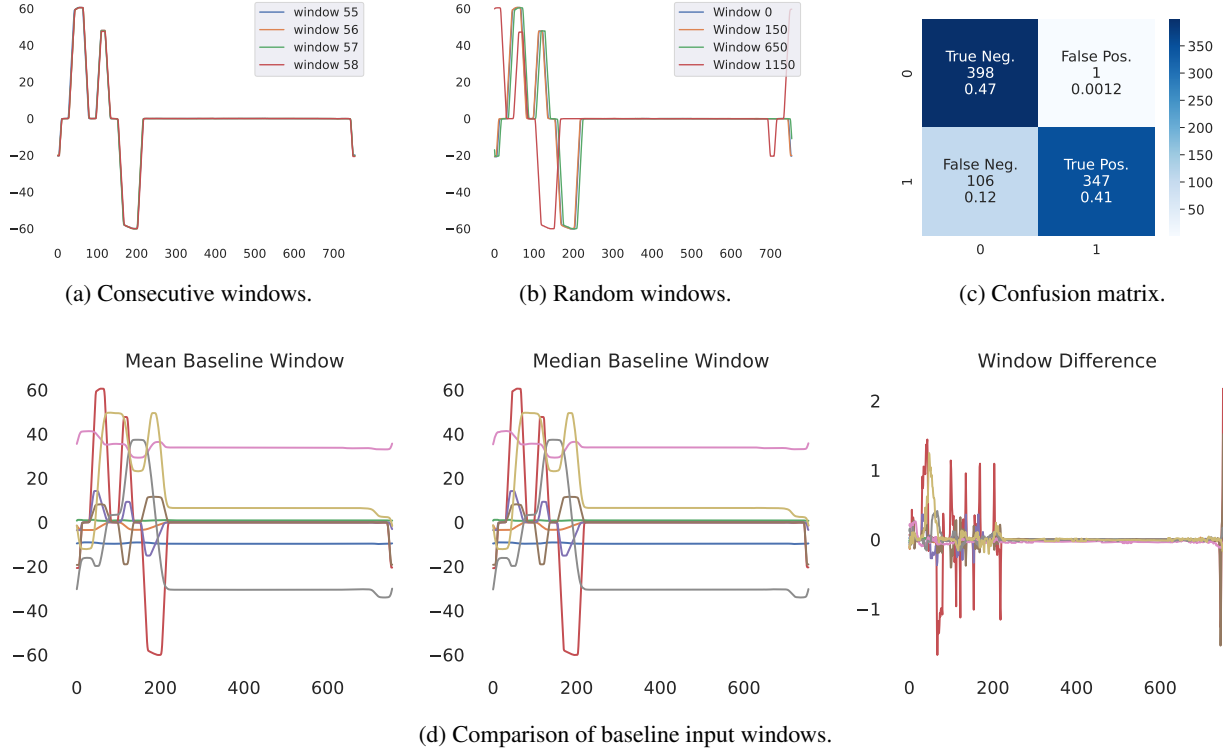 60
40
20
0
−20
−40
−60
0 100 200 300 400 500 600 700
window 55
window 56
window 57
window 58
(a) Consecutive windows.
60
40
20
0
−20
−40
−60
0 100 200 300 400 500 600 700
Window 0
Window 150
Window 650
Window 1150
(b) Random windows.
0
1
True Neg.
398
0.47
False Pos.
1
0.0012
False Neg.
106
0.12
True Pos.
347
0.41
0 1
350
300
250
200
150
100
50
(c) Confusion matrix.
Mean Baseline Window
60
40
20
0
−20
−40
−60
0 200 400 600
Median Baseline Window
60
40
20
0
−20
−40
−60
0 200 400 600
Window Difference
2
1
0
−1
0 200 400 600
(d) Comparison of baseline input windows.